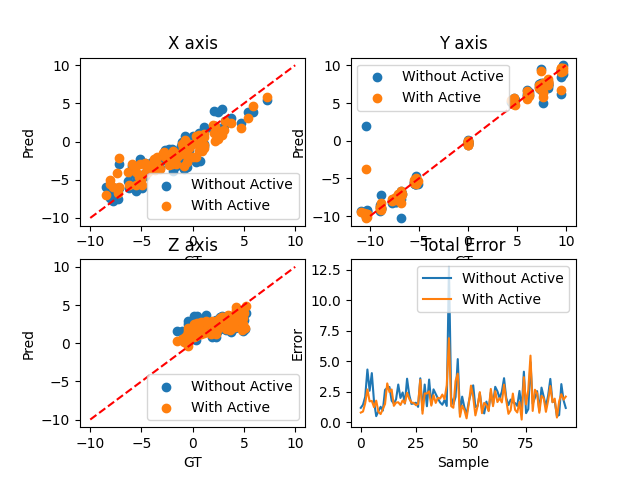 X axis
Pred
10
5
0
−5
−10
Without Active
With Active
−10 −5 0 5 10
GT
Y axis
Pred
10
5
0
−5
−10
Without Active
With Active
−10 −5 0 5 10
GT
Z axis
Pred
10
5
0
−5
−10
Without Active
With Active
−10 −5 0 5 10
GT
Total Error
Error
12.5
10.0
7.5
5.0
2.5
0.0
Without Active
With Active
0 25 50 75
Sample